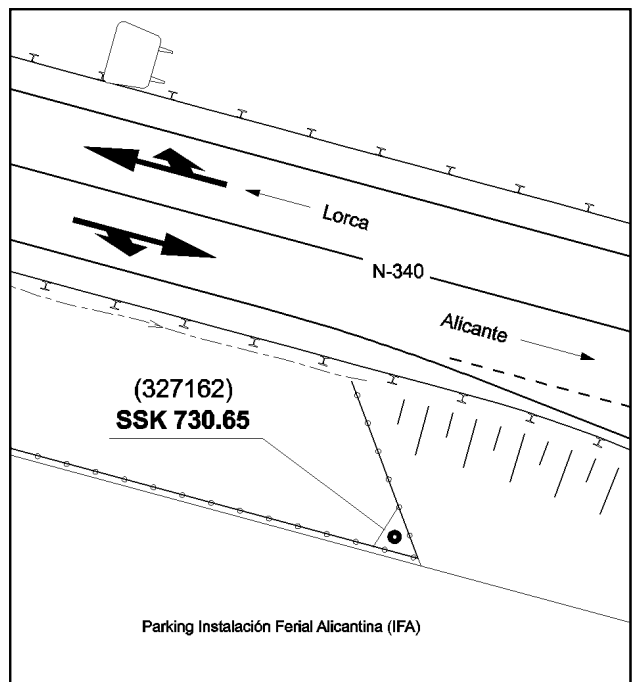 Lorca
N-340
Alicante
(327162)
SSK 730.65
Parking Instalación Ferial Alicantina (IFA)